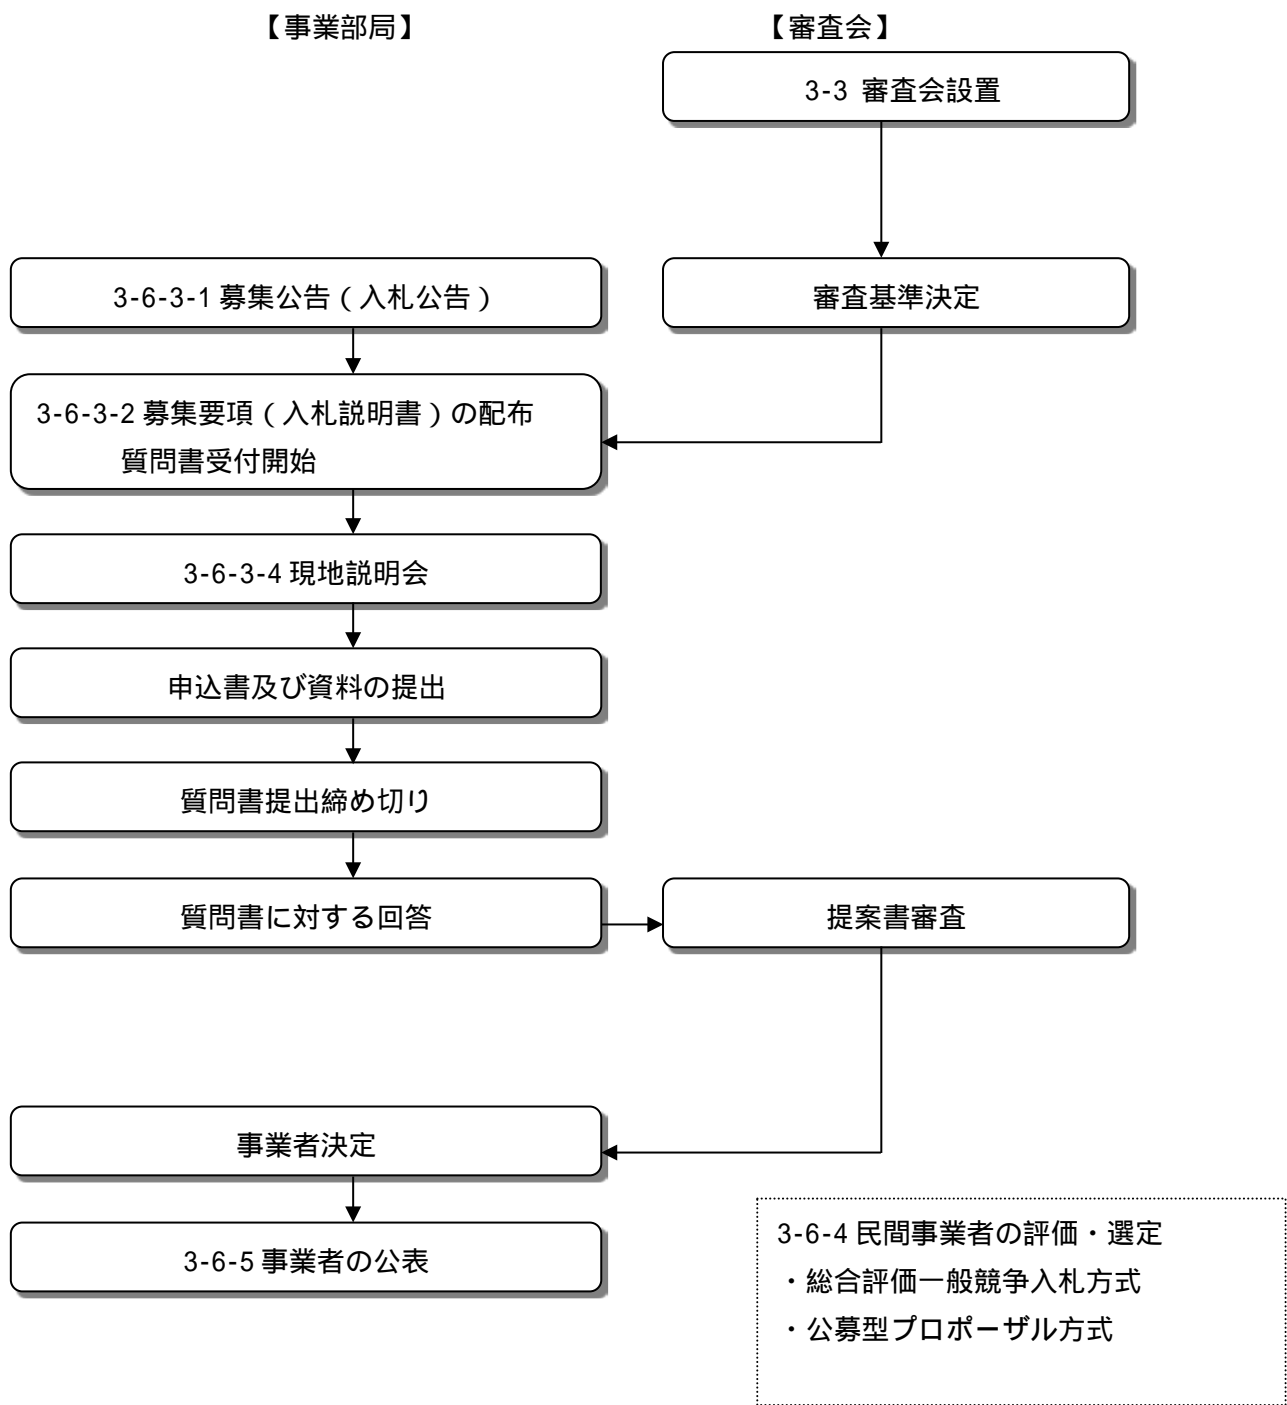 【事業部局】
【審査会】
3-3 審査会設置
3-6-3-1 募集公告（入札公告）
審査基準決定
3-6-3-2 募集要項（入札説明書）の配布
質問書受付開始
3-6-3-4 現地説明会
申込書及び資料の提出
質問書提出締め切り
質問書に対する回答
提案書審査
事業者決定
3-6-5 事業者の公表
3-6-4 民間事業者の評価・選定
・総合評価一般競争入札方式
・公募型プロポーザル方式